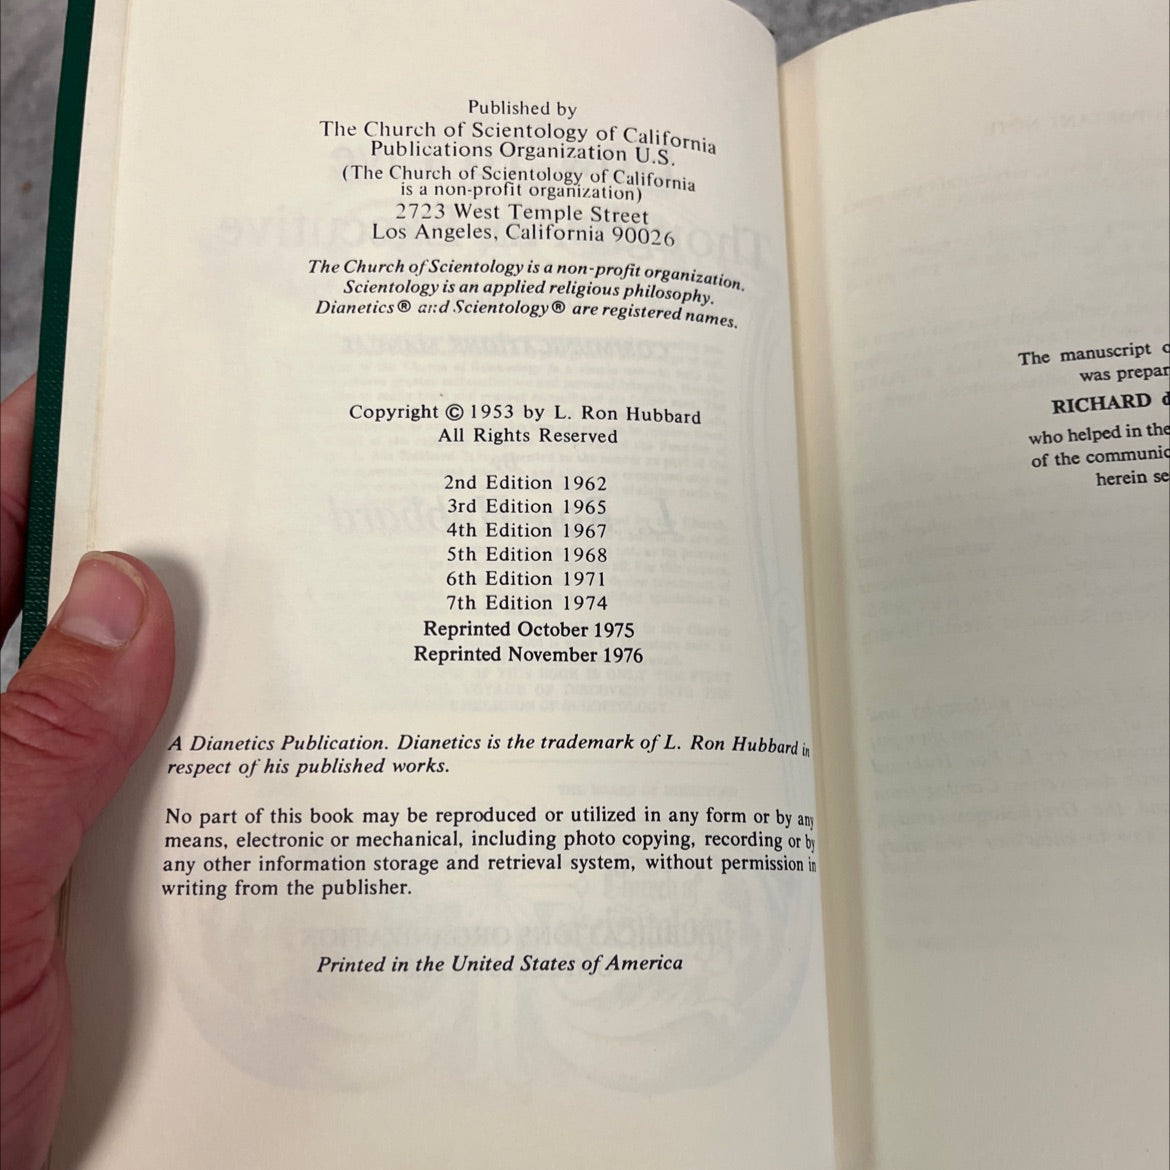 Published by
The Church of Scientology of California
Publications Organization U.S.
(The Church of Scientology of California
is a non-profit organization)
2723 West Temple Street
Los Angeles, California 90026
The Church of Scientology is a non-profit organization.
Scientology is an applied religious philosophy.
Dianetics® and Scientology® are registered names.
Copyright © 1953 by L. Ron Hubbard
All Rights Reserved
2nd Edition 1962
3rd Edition 1965
4th Edition 1967
5th Edition 1968
6th Edition 1971
7th Edition 1974
Reprinted October 1975
Reprinted November 1976
A Dianetics Publication. Dianetics is the trademark of L. Ron Hubbard in
respect of his published works.
No part of this book may be reproduced or utilized in any form or by any
means, electronic or mechanical, including photo copying, recording or by
any other information storage and retrieval system, without permission in
writing from the publisher.
Printed in the United States of America
The manuscript
was prepar
RICHARD d
who helped in the
of the communic
herein se